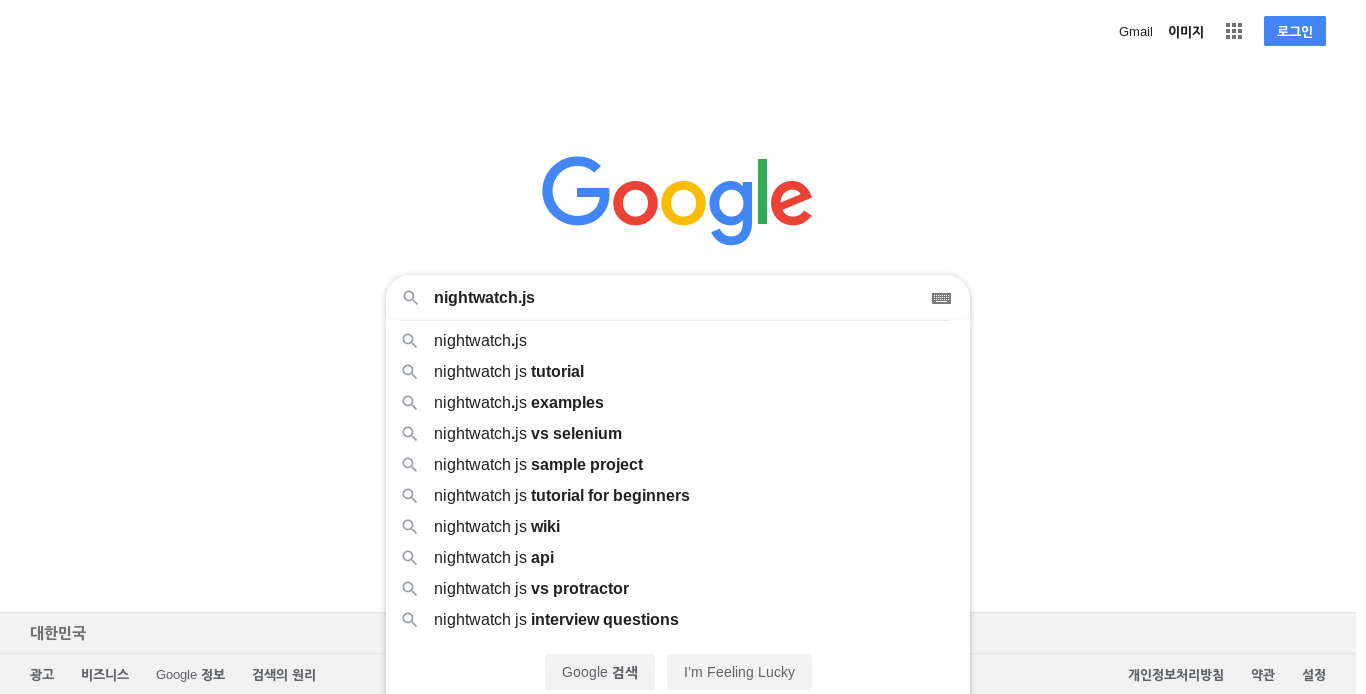 Gmail 이미지 로그인
Google
nightwatch.js
nightwatch.js
nightwatch js tutorial
nightwatch.js examples
nightwatch.js vs selenium
nightwatch js sample project
nightwatch js tutorial for beginners
nightwatch js wiki
nightwatch js api
nightwatch js vs protractor
nightwatch js interview questions
대한민국
Google 검색 I'm Feeling Lucky
광고 비즈니스 Google 정보 검색의 원리 개인정보처리방침 약관 설정